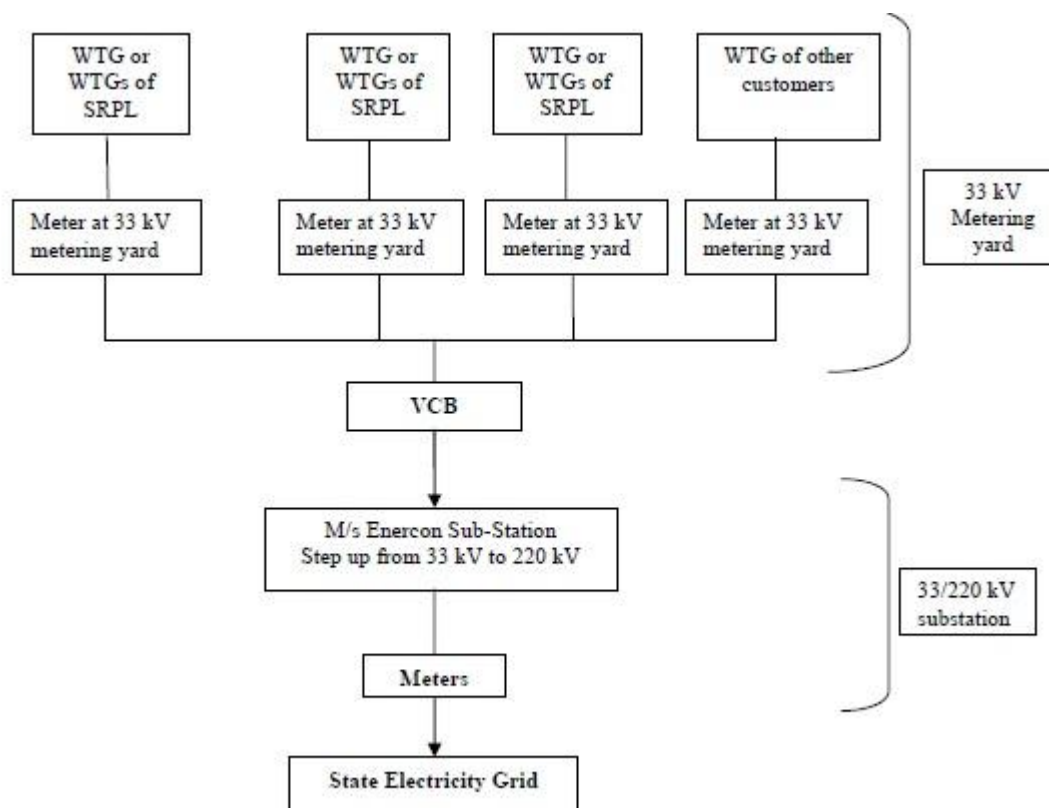 WTG or
WTGs of
SRPL
WTG or
WTGs of
SRPL
WTG or
WTGs of
SRPL
WTG of other
customers
Meter at 33 kV
metering yard
Meter at 33 kV
metering yard
Meter at 33 kV
metering yard
Meter at 33 kV
metering yard
33 kV
Metering
yard
VCB
M/s Enercon Sub-Station
Step up from 33 kV to 220 kV
33/220 kV
substation
Meters
State Electricity Grid